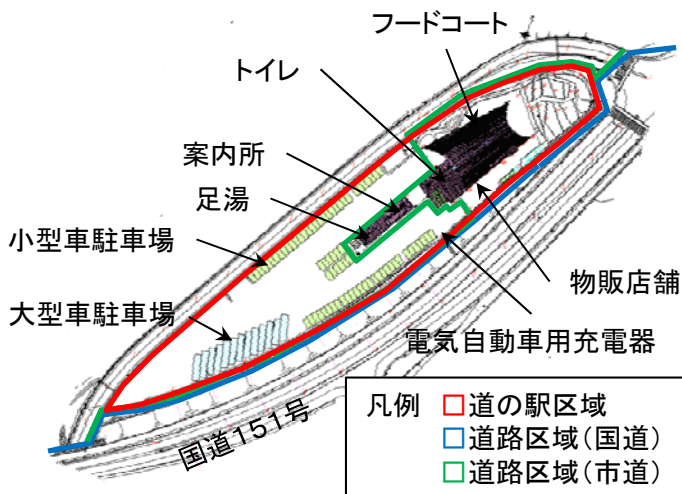 フードコート
トイレ
案内所
足湯
小型車駐車場
大型車駐車場
物販店舗
電気自動車用充電器
国道151号
凡例 □道の駅区域
□道路区域(国道)
□道路区域(市道)